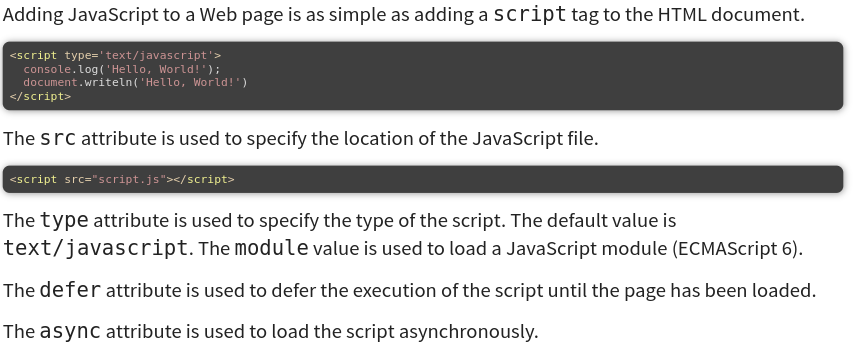 Adding JavaScript to a Web page is as simple as adding a script tag to the HTML document.
<script type='text/javascript'>
  console.log('Hello, World!');
  document.writeln('Hello, World!')
</script>
The src attribute is used to specify the location of the JavaScript file.
<script src="script.js"></script>
The type attribute is used to specify the type of the script. The default value is
text/javascript. The module value is used to load a JavaScript module (ECMAScript 6).
The defer attribute is used to defer the execution of the script until the page has been loaded.
The async attribute is used to load the script asynchronously.